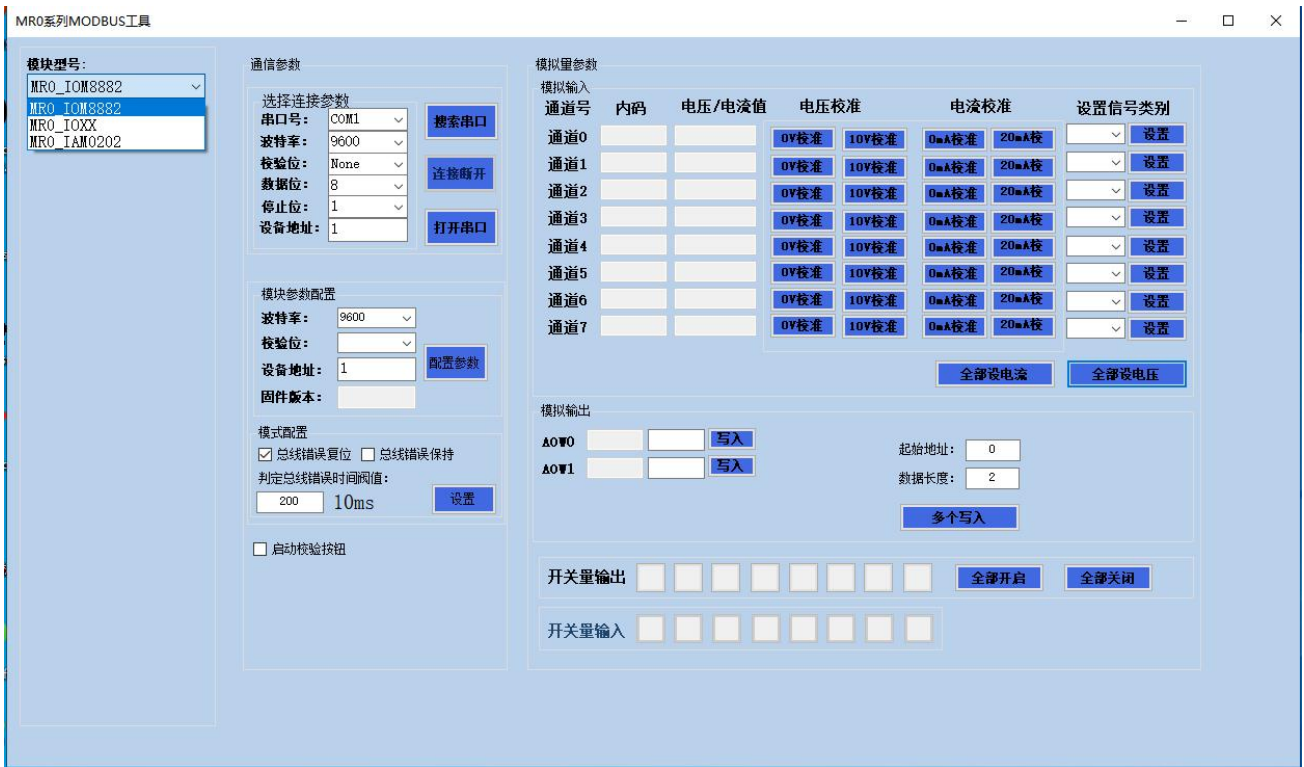 MR0系列MODBUS工具
模块型号:
MR0_IOM8882
MR0_IOM8882
MR0_IOXX
MR0_IAM0202
通信参数
选择连接参数
串口号: COM1 搜索串口
波特率: 9600
校验位: None 连接断开
数据位: 8
停止位: 1
设备地址: 1 打开串口
模块参数配置
波特率: 9600
校验位:
设备地址: 1 配置参数
固件版本:
模式配置
总线错误复位 总线错误保持
判定总线错误时间阀值:
200 10ms 设置
启动校验按钮
模拟量参数
模拟输入
通道号 内码 电压/电流值 电压校准 电流校准 设置信号类别
通道0 0V校准 10V校准 0mA校准 20mA校 设置
通道1 0V校准 10V校准 0mA校准 20mA校 设置
通道2 0V校准 10V校准 0mA校准 20mA校 设置
通道3 0V校准 10V校准 0mA校准 20mA校 设置
通道4 0V校准 10V校准 0mA校准 20mA校 设置
通道5 0V校准 10V校准 0mA校准 20mA校 设置
通道6 0V校准 10V校准 0mA校准 20mA校 设置
通道7 0V校准 10V校准 0mA校准 20mA校 设置
全部设电流 全部设电压
模拟输出
AOW0 写入 起始地址: 0
AOW1 写入 数据长度: 2
多个写入
开关量输出 全部开启 全部关闭
开关量输入